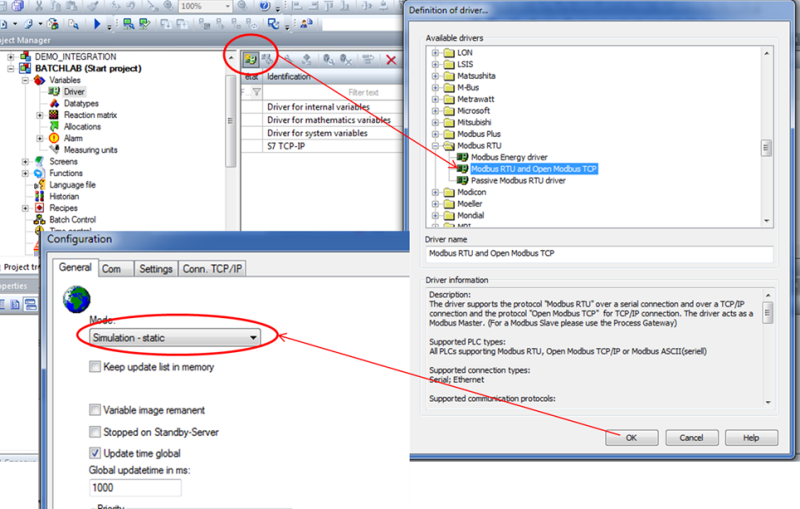 100%
Project Manager
DEMO_INTEGRATION
BATCHLAB (Start project)
Variables
Driver
Datatypes
Reaction matrix
Allocations
Alarm
Measuring units
Screens
Functions
Language file
Historian
Recipes
Batch Control
Project tre
Identification
Filter text
Driver for internal variables
Driver for mathematics variables
Driver for system variables
S7 TCP-IP
Configuration
General
Com
Settings
Conn. TCP/IP
Mode:
Simulation - static
Keep update list in memory
Variable image remanent
Stopped on Standby-Server
Update time global
Global updatetime in ms:
1000
Priority
Definition of driver...
Available drivers
LON
LSIS
Matsushita
M-Bus
Metrawatt
Microsoft
Mitsubishi
Modbus Plus
Modbus RTU
Modbus Energy driver
Modbus RTU and Open Modbus TCP
Passive Modbus RTU driver
Modicon
Moeller
Mondial
Driver name
Modbus RTU and Open Modbus TCP
Driver information
Description:
The driver supports the protocol "Modbus RTU" over a serial connection and over a TCP/IP
connection and the protocol "Open Modbus TCP" for TCP/IP connection. The driver acts as a
Modbus Master. (For a Modbus Slave please use the Process Gateway)
Supported PLC types:
All PLCs supporting Modbus RTU, Open Modbus TCP/IP or Modbus ASCII(seriell)
Supported connection types:
Serial; Ethernet
Supported communication protocols:
OK
Cancel
Help